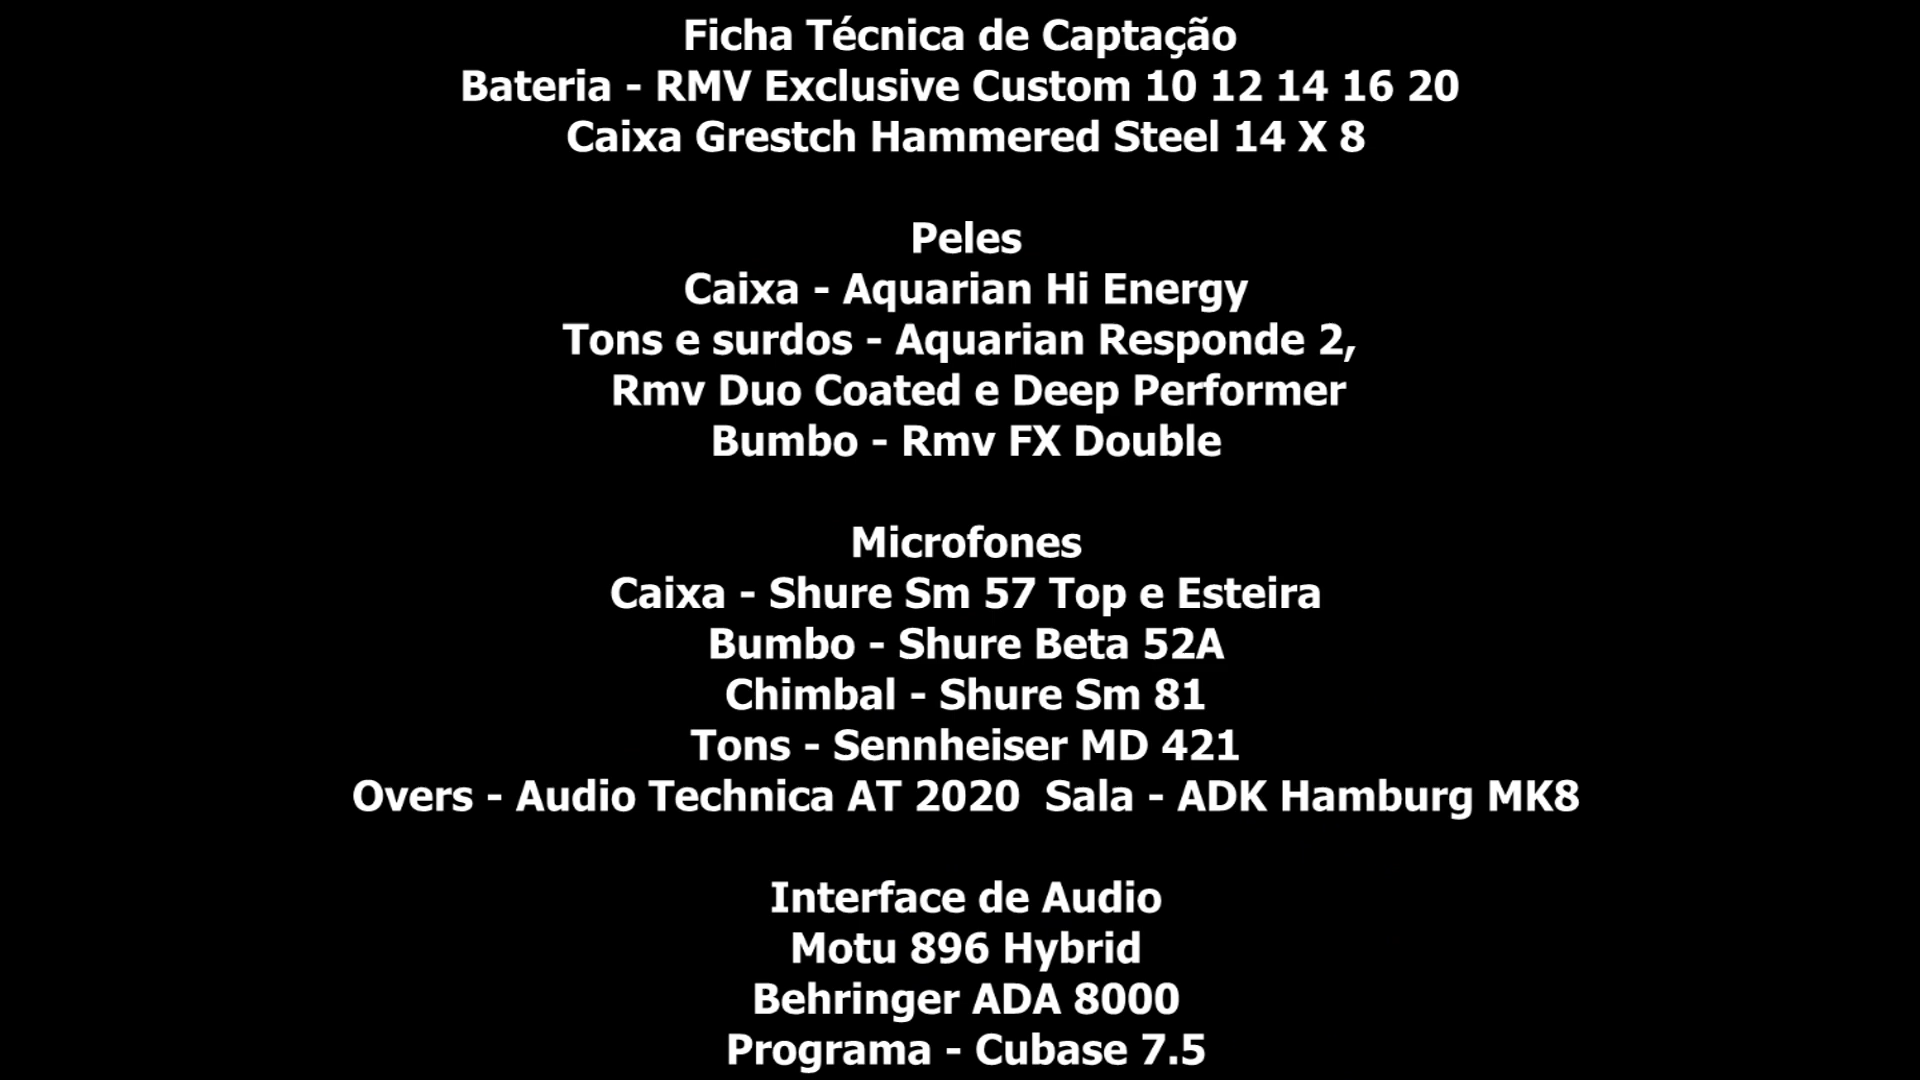 Ficha Técnica de Captação
Bateria - RMV Exclusive Custom 10 12 14 16 20
Caixa Grestch Hammered Steel 14 X 8
Peles
Caixa - Aquarian Hi Energy
Tons e surdos - Aquarian Responde 2,
Rmv Duo Coated e Deep Performer
Bumbo - Rmv FX Double
Microfones
Caixa - Shure Sm 57 Top e Esteira
Bumbo - Shure Beta 52A
Chimbal - Shure Sm 81
Tons - Sennheiser MD 421
Overs - Audio Technica AT 2020  Sala - ADK Hamburg MK8
Interface de Audio
Motu 896 Hybrid
Behringer ADA 8000
Programa - Cubase 7.5